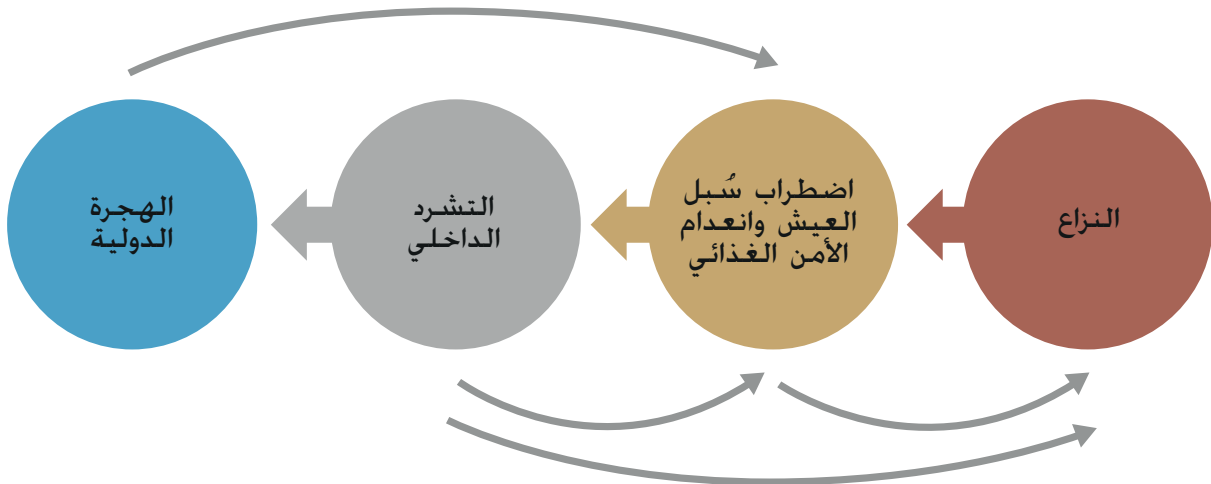 النزاع
اضطراب سُبل
العيش وانعدام
الأمن الغذائي
التشرد
الداخلي
الهجرة
الدولية